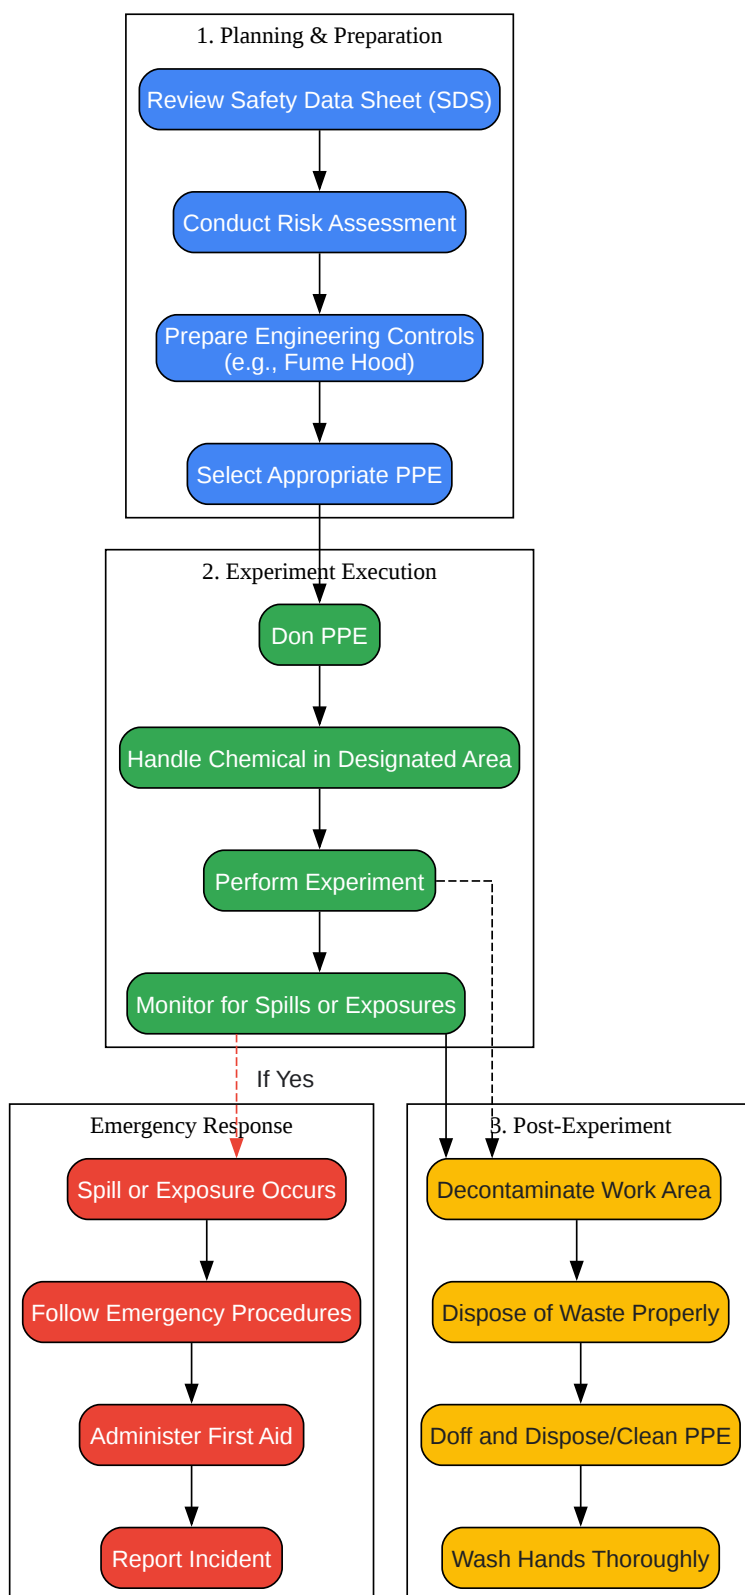 1. Planning & Preparation
Review Safety Data Sheet (SDS)
Conduct Risk Assessment
Prepare Engineering Controls
(e.g., Fume Hood)
Select Appropriate PPE
2. Experiment Execution
Don PPE
Handle Chemical in Designated Area
Perform Experiment
Monitor for Spills or Exposures
If Yes
Emergency Response
Spill or Exposure Occurs
Follow Emergency Procedures
Administer First Aid
Report Incident
3. Post-Experiment
Decontaminate Work Area
Dispose of Waste Properly
Doff and Dispose/Clean PPE
Wash Hands Thoroughly